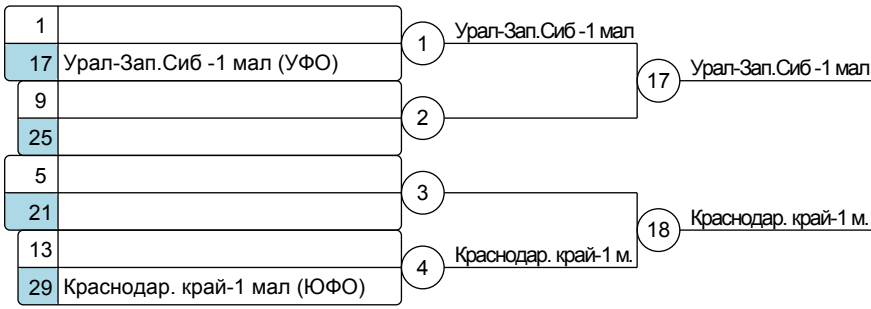 1
17 Урал-Зап.Сиб -1 мал (УФО)
1 Урал-Зап.Сиб -1 мал
9
25
2
17 Урал-Зап.Сиб -1 мал
5
21
3
13
29 Краснодар. край-1 мал (ЮФО)
4 Краснодар. край-1 м.
18 Краснодар. край-1 м.